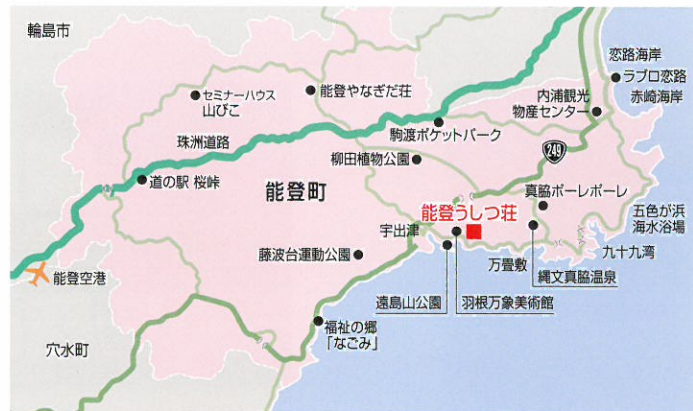 輪島市
恋路海岸
ラブロ恋路
赤崎海岸
能登やなぎだ荘
セミナーハウス
山びこ
内浦観光
物産センター
駒渡ポケットパーク
珠洲道路
249
柳田植物公園
道の駅 桜峠
能登町
真脇ポーレポーレ
能登うしつ荘
五色が浜
海水浴場
宇出津
藤波台運動公園
万畳敷
九十九湾
縄文真脇温泉
能登空港
遠島山公園
羽根万象美術館
福祉の郷
「なごみ」
穴水町